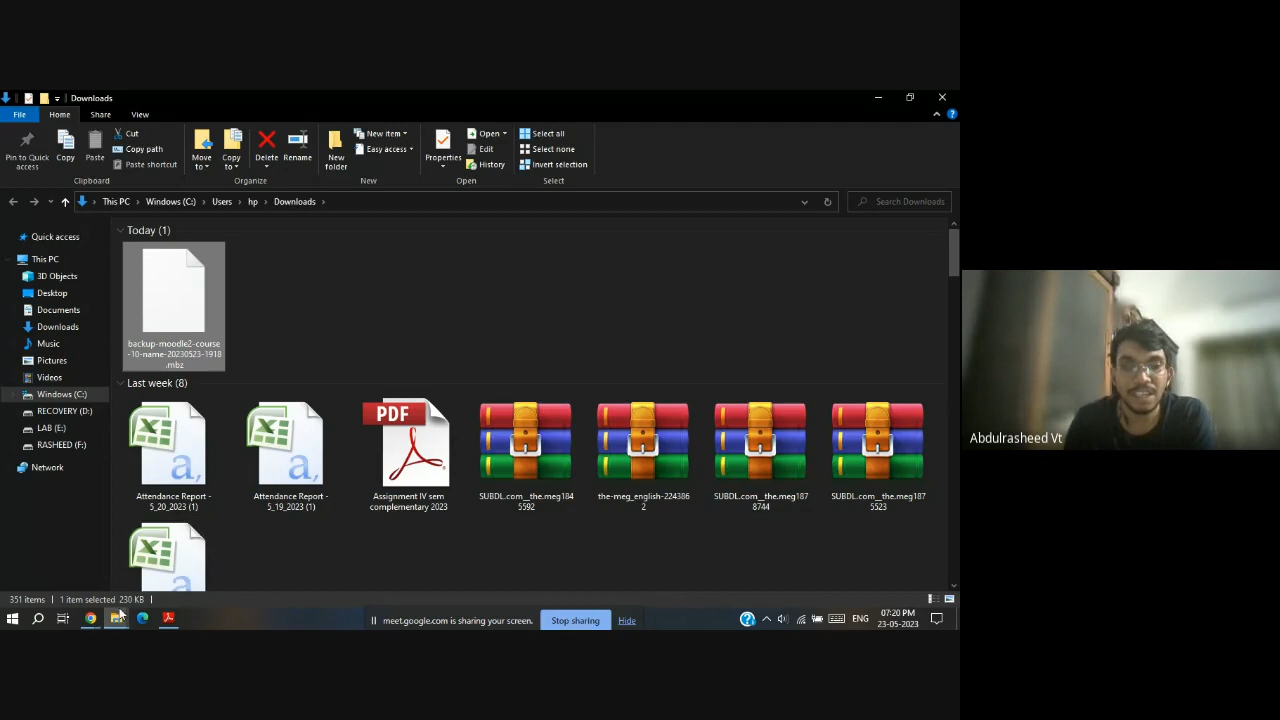 Downloads
File
Home
Share
View
Pin to Quick
access
Copy
Paste
Cut
Copy path
Paste shortcut
Clipboard
Move
to
Copy
to
Delete
Rename
Organize
New
folder
New item
Easy access
New
Properties
Open
Edit
History
Open
Select all
Select none
Invert selection
Select
This PC
Windows (C:)
Users
hp
Downloads
Search Downloads
Quick access
This PC
3D Objects
Desktop
Documents
Downloads
Music
Pictures
Videos
Windows (C:)
RECOVERY (D:)
LAB (E:)
RASHEED (F:)
Network
Today (1)
backup-moodle2-course
-10-name-20230523-1918
.mbz
Last week (8)
a,
Attendance Report -
5_20_2023 (1)
a,
Attendance Report -
5_19_2023 (1)
PDF
Assignment IV sem
complementary 2023
SUBDL.com__the.meg184
5592
the-meg_english-224386
2
SUBDL.com__the.meg187
8744
SUBDL.com__the.meg187
5523
351 items
1 item selected 230 KB
meet.google.com is sharing your screen.
Stop sharing
Hide
ENG
07:20 PM
23-05-2023
Abdulrasheed Vt